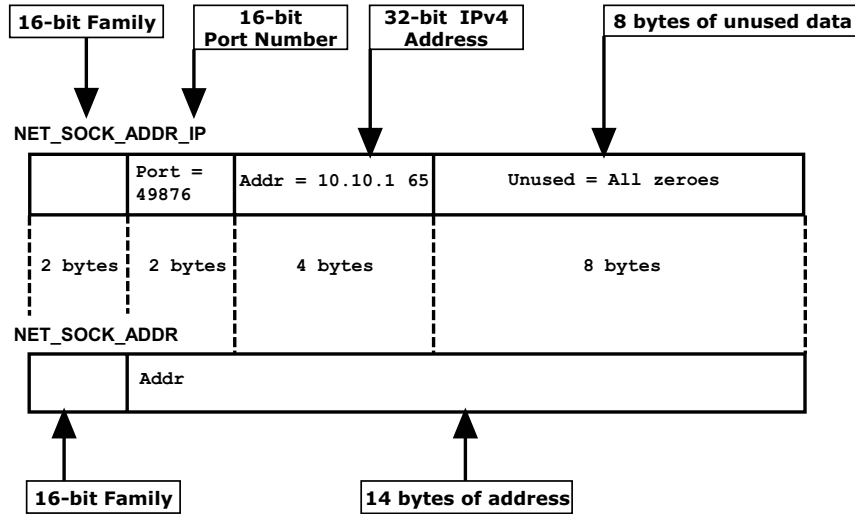 16-bit Family
16-bit
Port Number
32-bit IPv4
Address
8 bytes of unused data
NET_SOCK_ADDR_IP
Port =
49876
Addr = 10.10.1 65
Unused = All zeroes
2 bytes
2 bytes
4 bytes
8 bytes
NET_SOCK_ADDR
Addr
16-bit Family
14 bytes of address